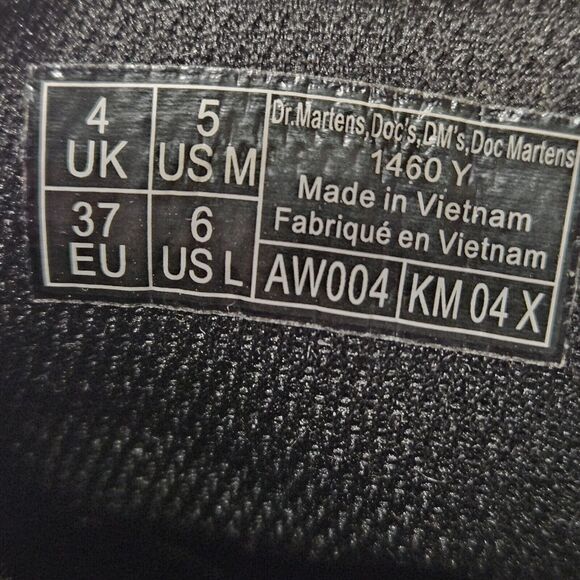 4
UK
5
US M
37
EU
6
US L
Dr.Martens,Doc's,DM's,Doc Martens
1460 Y
Made in Vietnam
Fabriqué en Vietnam
AW004
KM 04 X